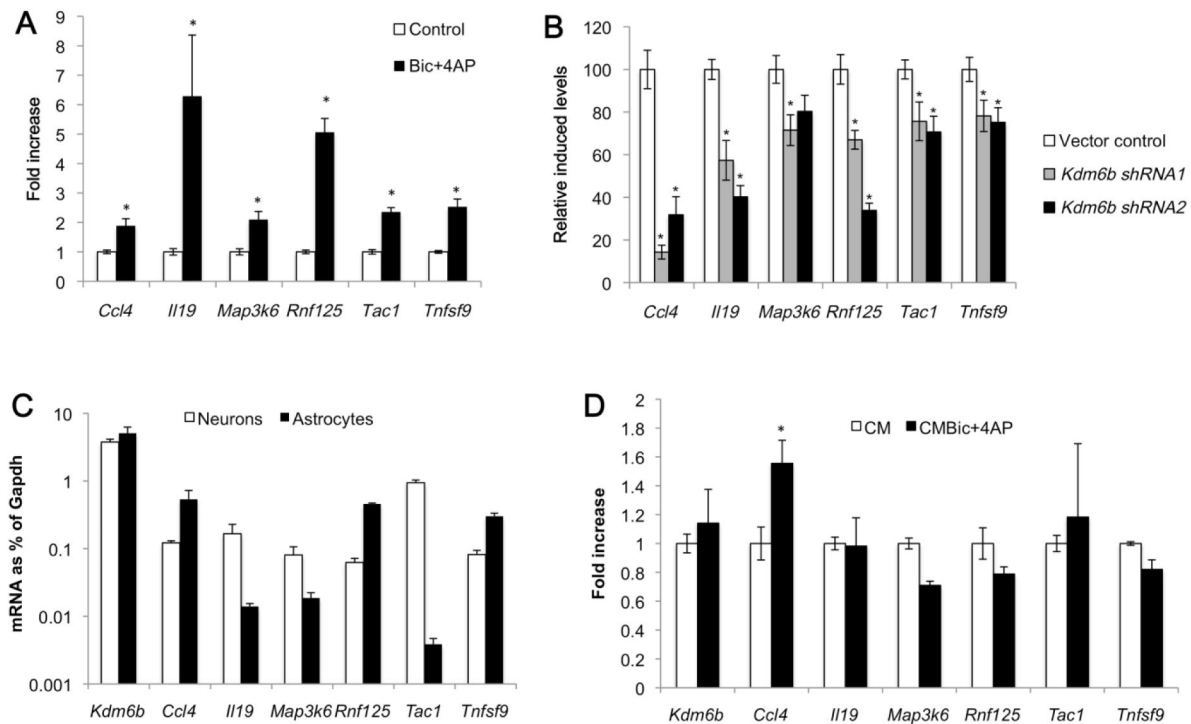 A
Fold increase
9
8
7
6
5
4
3
2
1
0
Control
Bic+4AP
*
*
*
*
*
*
Ccl4 Il19 Map3k6 Rnf125 Tac1 Tnfsf9
B
Relative induced levels
120
100
80
60
40
20
0
Vector control
Kdm6b shRNA1
Kdm6b shRNA2
*
*
*
*
*
*
*
*
*
*
*
Ccl4 Il19 Map3k6 Rnf125 Tac1 Tnfsf9
C
mRNA as % of Gapdh
10
1
0.1
0.01
0.001
Neurons Astrocytes
Kdm6b Ccl4 Il19 Map3k6 Rnf125 Tac1 Tnfsf9
D
Fold increase
2
1.8
1.6
1.4
1.2
1
0.8
0.6
0.4
0.2
0
CM CMBic+4AP
*
Kdm6b Ccl4 Il19 Map3k6 Rnf125 Tac1 Tnfsf9